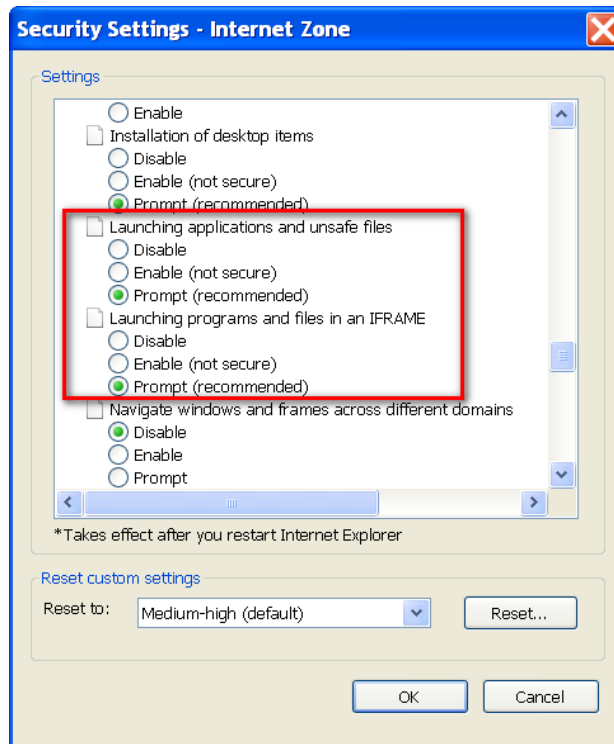 Security Settings - Internet Zone
Settings
Enable
Installation of desktop items
Disable
Enable (not secure)
Prompt (recommended)
Launching applications and unsafe files
Disable
Enable (not secure)
Prompt (recommended)
Launching programs and files in an IFRAME
Disable
Enable (not secure)
Prompt (recommended)
Navigate windows and frames across different domains
Disable
Enable
Prompt
*Takes effect after you restart Internet Explorer
Reset custom settings
Reset to: Medium-high (default) Reset...
OK Cancel